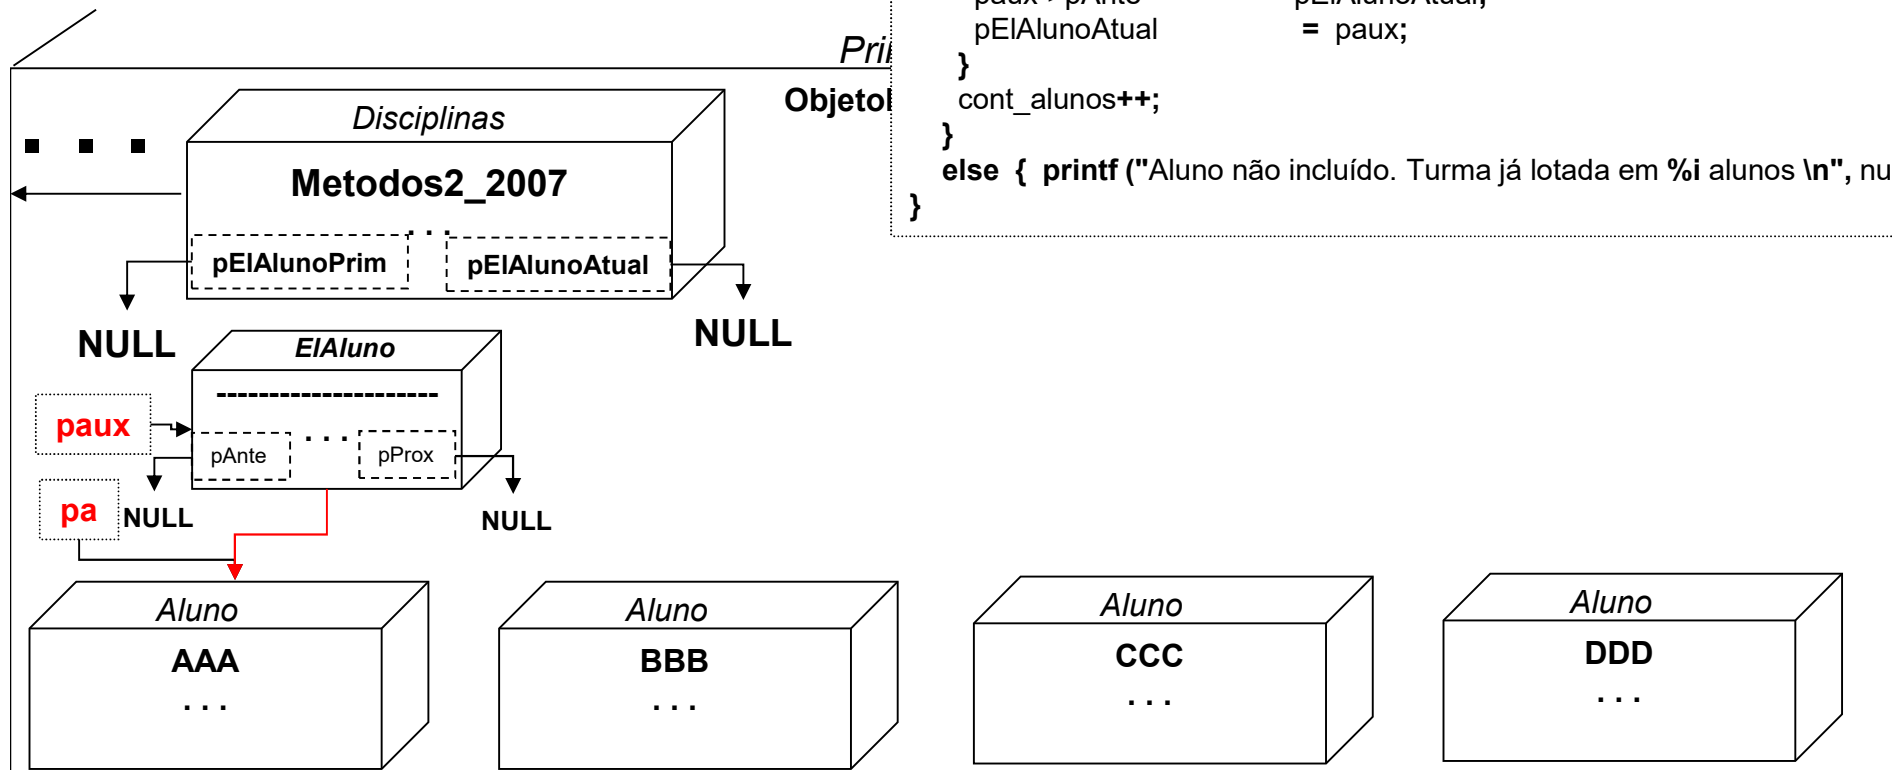 pElAlunoAtual = paux;
}
cont_alunos++;
}
else { printf ("Aluno não incluído. Turma já lotada em %i alunos \n", nu
}
Disciplinas
Metodos2_2007
. . .
pElAlunoPrim
pElAlunoAtual
NULL
NULL
ElAluno
---------------------
paux
. . .
pAnte
pProx
pa
NULL
NULL
Aluno
AAA
. . .
Aluno
BBB
. . .
Aluno
CCC
. . .
Aluno
DDD
. . .